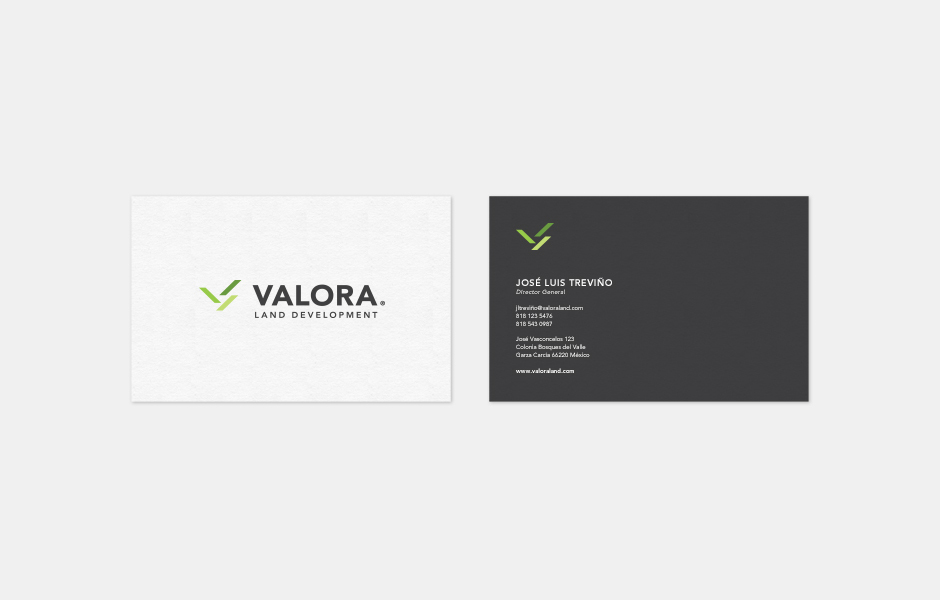 VALORA®
LAND DEVELOPMENT
JOSÉ LUIS TREVIÑO
Director General
jltreviño@valoraland.com
818 123 5476
818 543 0987
José Vasconcelos 123
Colonia Bosques del Valle
Garza Carcía 66220 México
www.valoraland.com